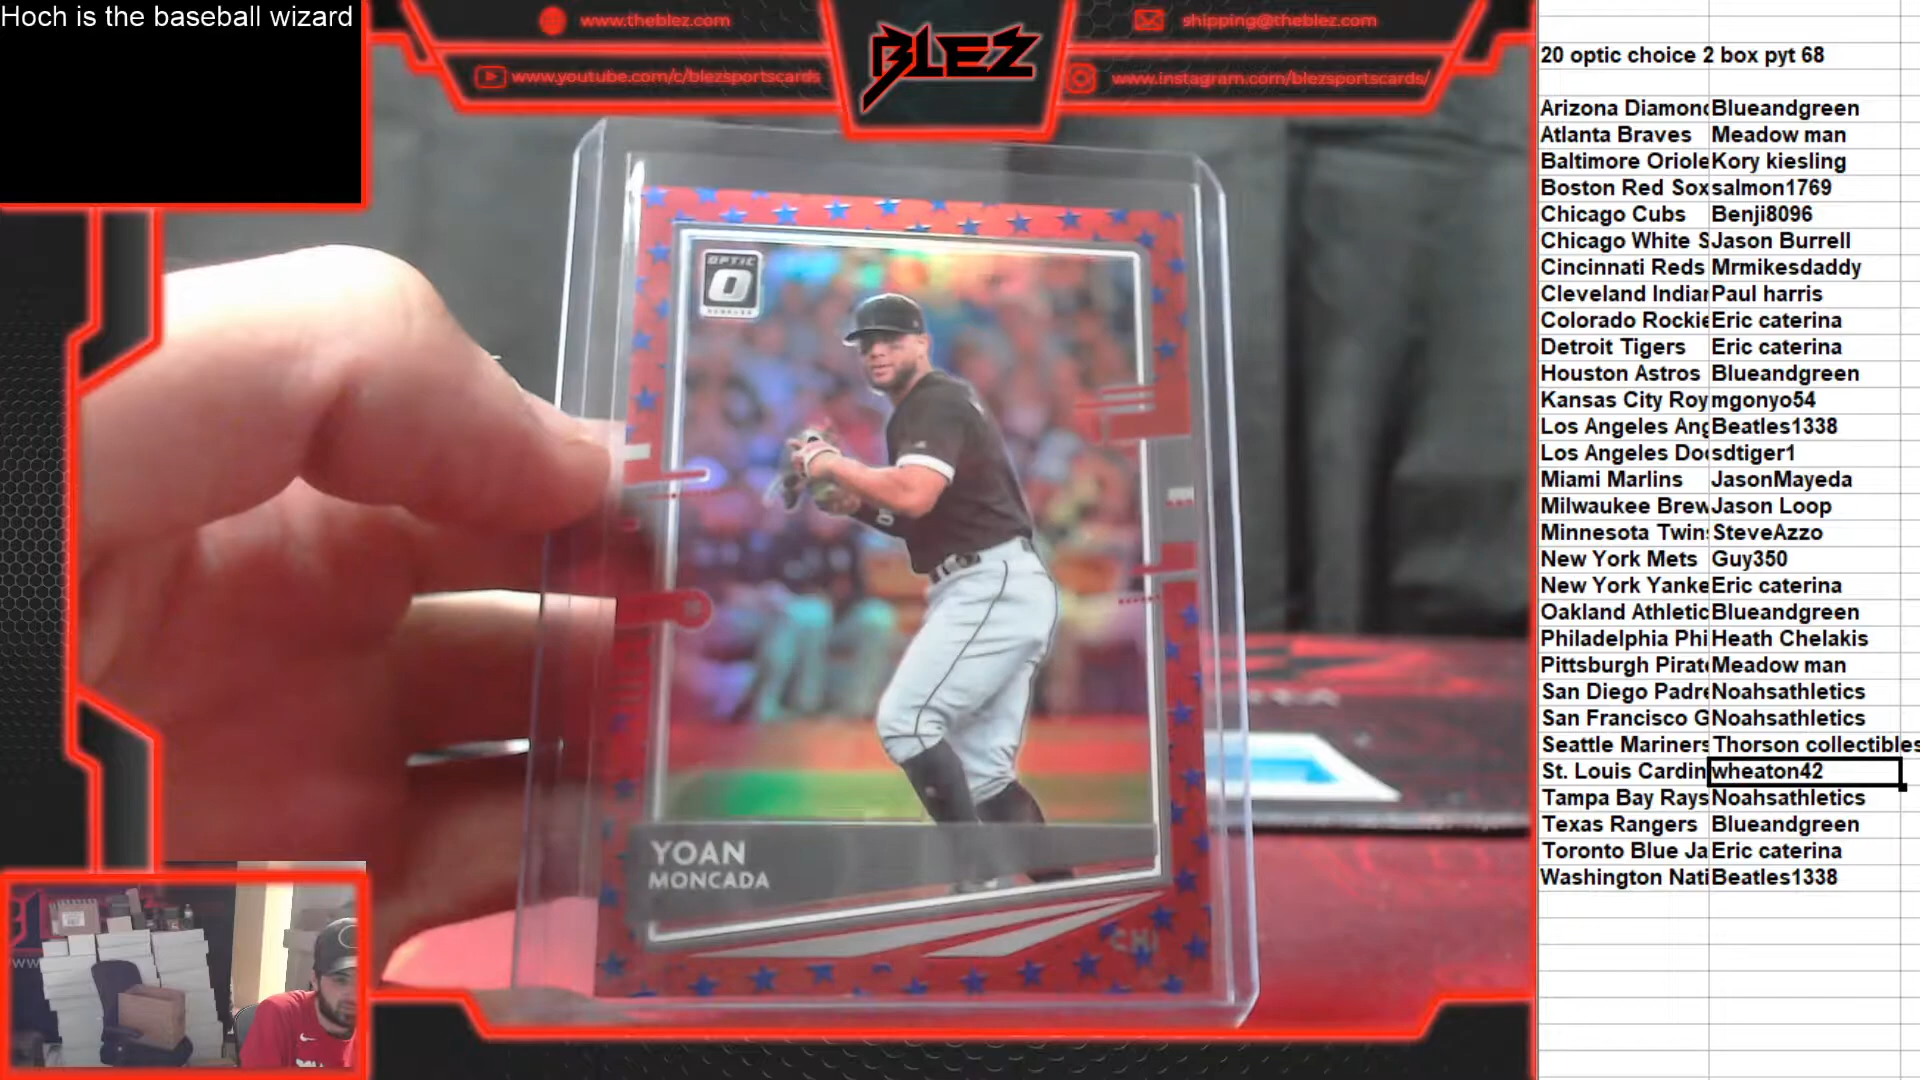 Hoch is the baseball wizard
www.theblez.com
shipping@theblez.com
BLEZ
www.youtube.com/c/blezsportscards
www.instagram.com/blezsportscards/
OPTIC
O
YOAN
MONCADA
CHI
20 optic choice 2 box pyt 68
Arizona Diamond Blueandgreen
Atlanta Braves Meadow man
Baltimore Oriole Kory kiesling
Boston Red Sox salmon1769
Chicago Cubs Benji8096
Chicago White S Jason Burrell
Cincinnati Reds Mrmikesdaddy
Cleveland Indian Paul harris
Colorado Rockie Eric caterina
Detroit Tigers Eric caterina
Houston Astros Blueandgreen
Kansas City Roy mgonyo54
Los Angeles Ang Beatles1338
Los Angeles Doc sdtiger1
Miami Marlins JasonMayeda
Milwaukee Brew Jason Loop
Minnesota Twins SteveAzzo
New York Mets Guy350
New York Yanke Eric caterina
Oakland Athletic Blueandgreen
Philadelphia Phi Heath Chelakis
Pittsburgh Pirate Meadow man
San Diego Padre Noahsathletics
San Francisco G Noahsathletics
Seattle Mariners Thorson collectibles
St. Louis Cardin wheaton42
Tampa Bay Rays Noahsathletics
Texas Rangers Blueandgreen
Toronto Blue Ja Eric caterina
Washington Nati Beatles1338